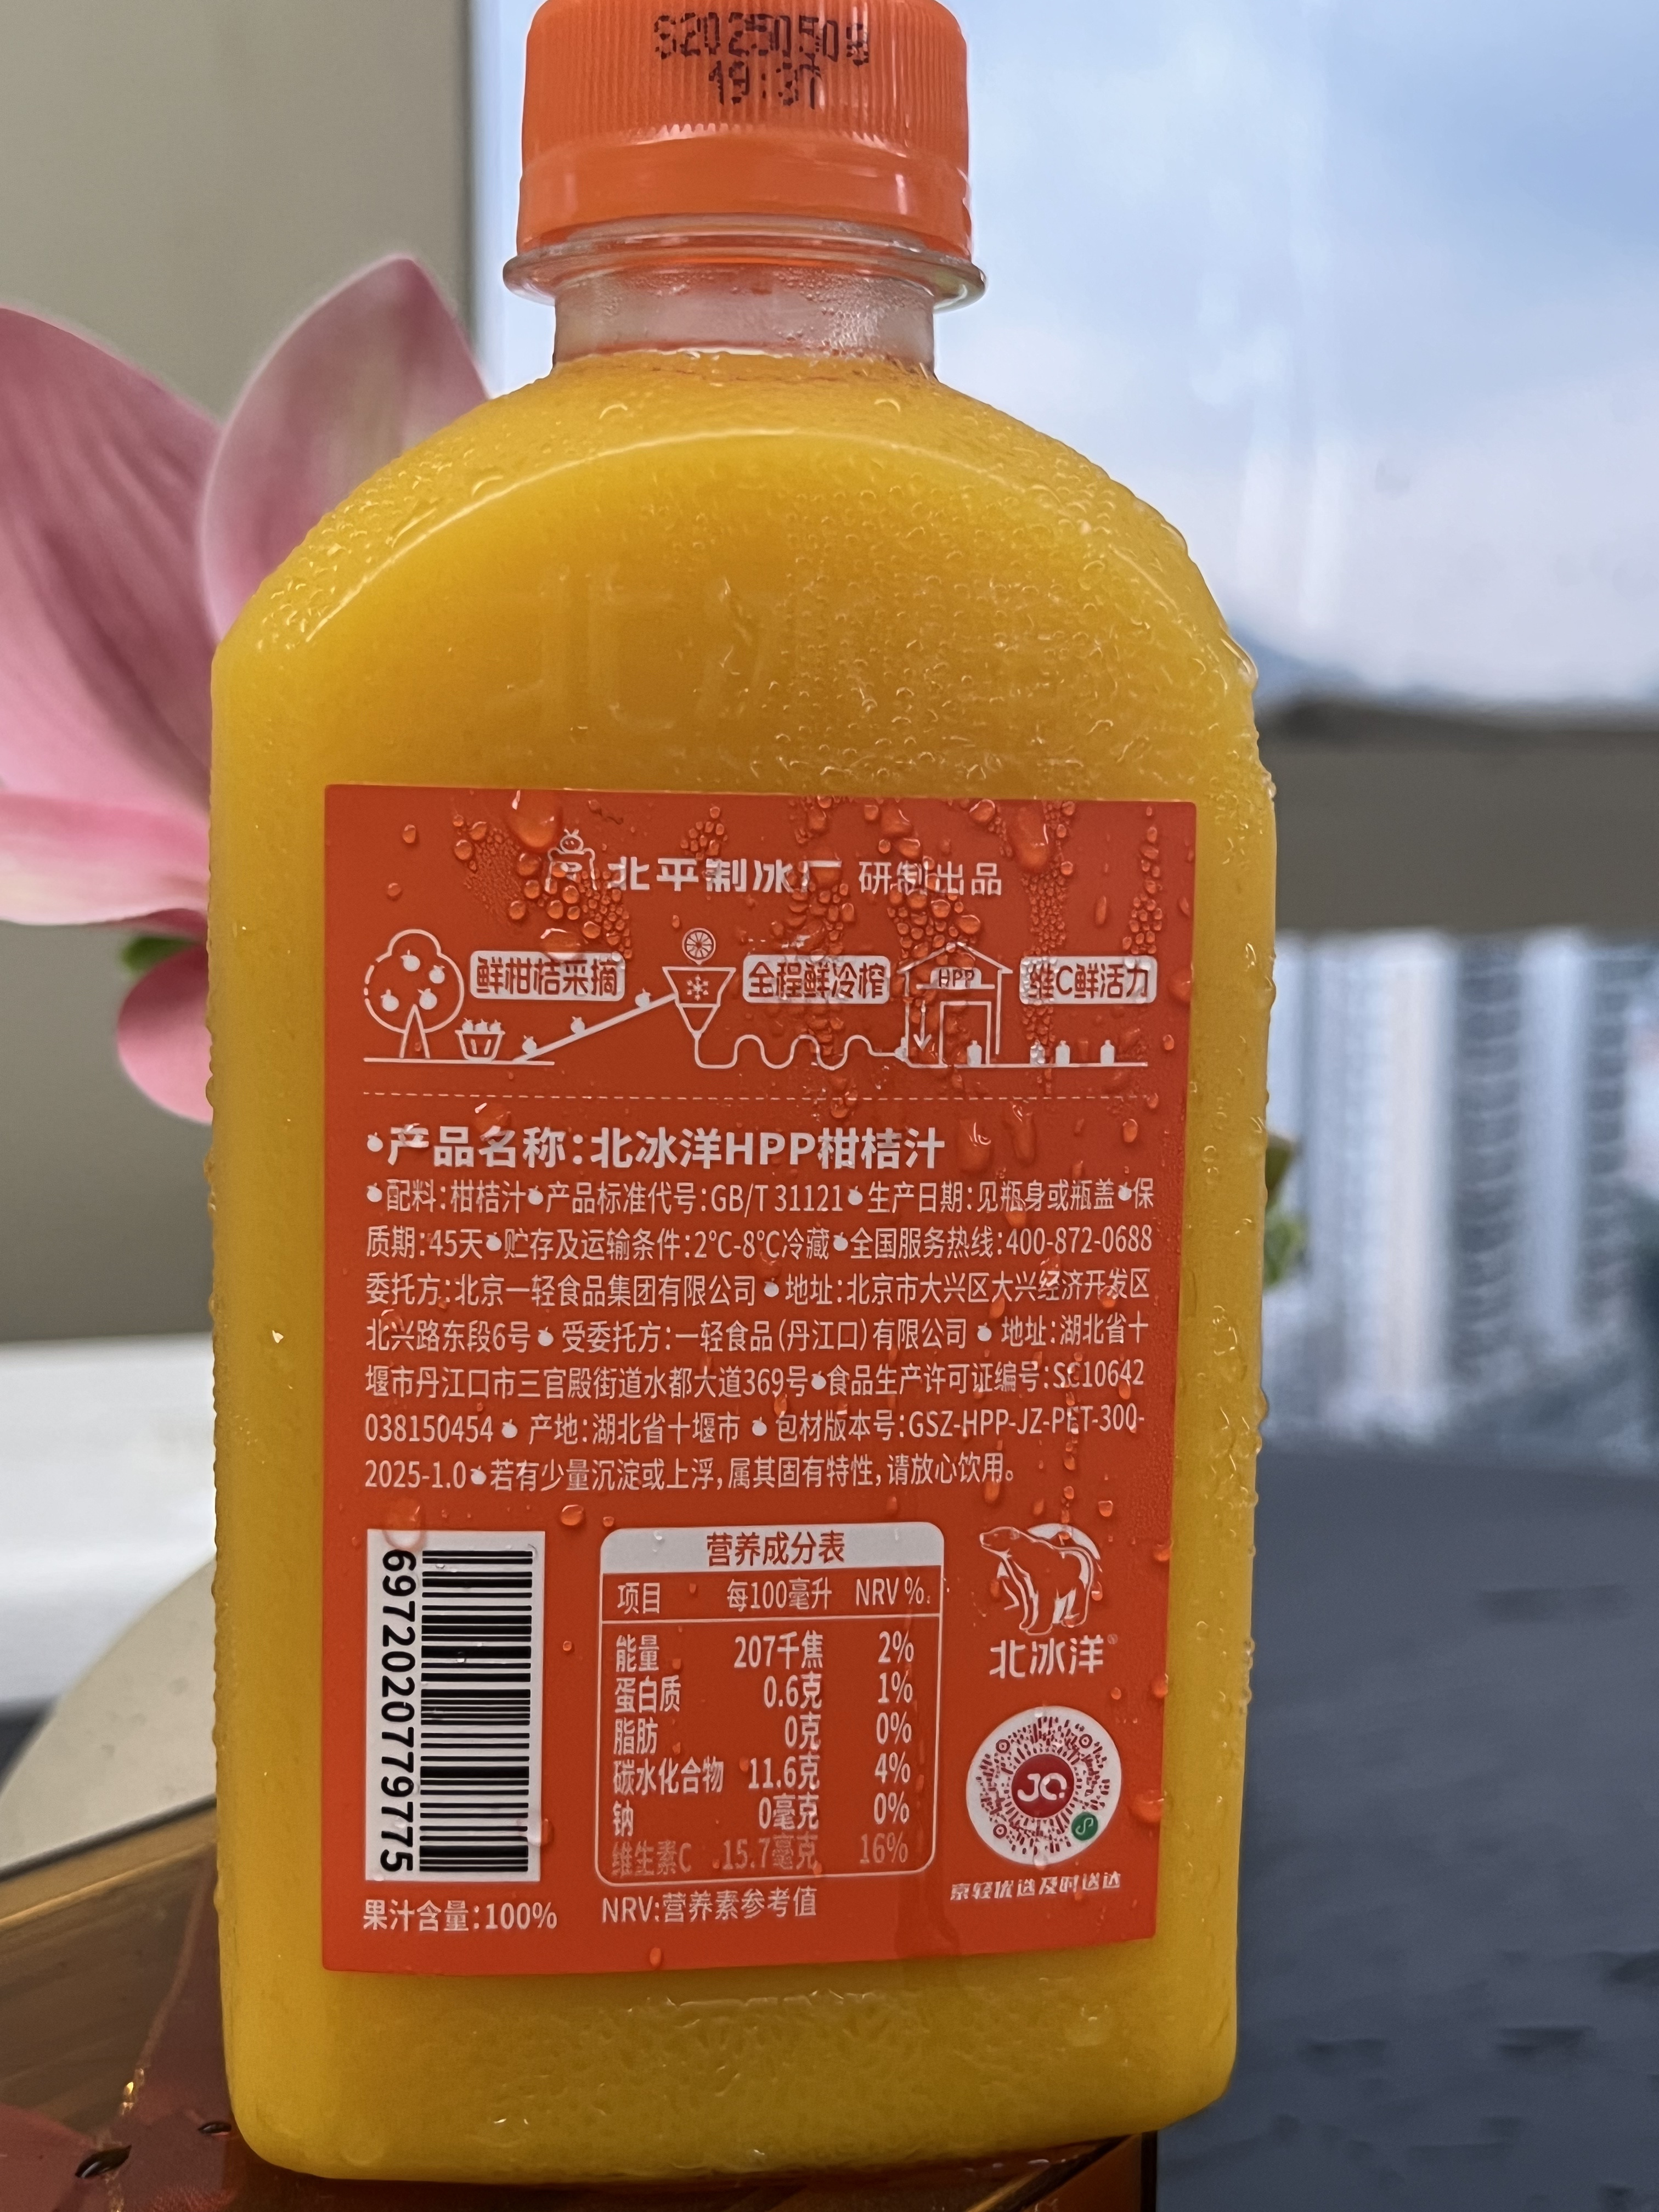 S20250508
19:37
北冰
北平制冰厂 研制出品
鲜柑桔采摘 全程鲜冷榨 HPP 维C鲜活力
产品名称:北冰洋HPP柑桔汁
配料:柑桔汁 产品标准代号:GB/T 31121 生产日期:见瓶身或瓶盖 保
质期:45天 贮存及运输条件:2℃-8℃冷藏 全国服务热线:400-872-0688
委托方:北京一轻食品集团有限公司 地址:北京市大兴区大兴经济开发区
北兴路东段6号 受委托方:一轻食品(丹江口)有限公司 地址:湖北省十
堰市丹江口市三官殿街道水都大道369号 食品生产许可证编号:SC10642
038150454 产地:湖北省十堰市 包材版本号:GSZ-HPP-JZ-PET-300-
2025-1.0 若有少量沉淀或上浮,属其固有特性,请放心饮用。
6972020779775
果汁含量:100%
营养成分表
项目 每100毫升 NRV%
能量 207千焦 2%
蛋白质 0.6克 1%
脂肪 0克 0%
碳水化合物 11.6克 4%
钠 0毫克 0%
维生素C 15.7毫克 16%
NRV:营养素参考值
北冰洋
JQ
京轻优选及时送达